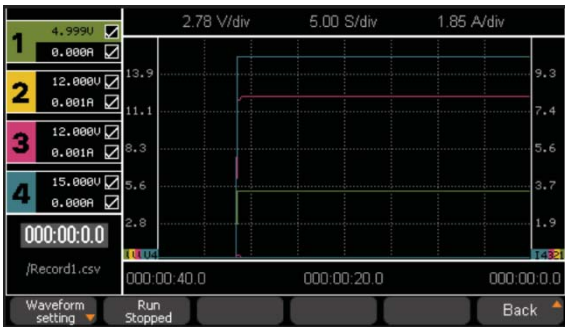 2.78 V/div 5.00 S/div 1.85 A/div
1
4.999V
0.000A
2
12.000V
0.001A
3
12.000V
0.001A
4
15.000V
0.000A
13.9
11.1
8.3
5.6
2.8
9.3
7.4
5.6
3.7
1.9
000:00:0.0
/Record1.csv
000:00:40.0 000:00:20.0 000:00:0.0
Waveform
setting
Run
Stopped
Back